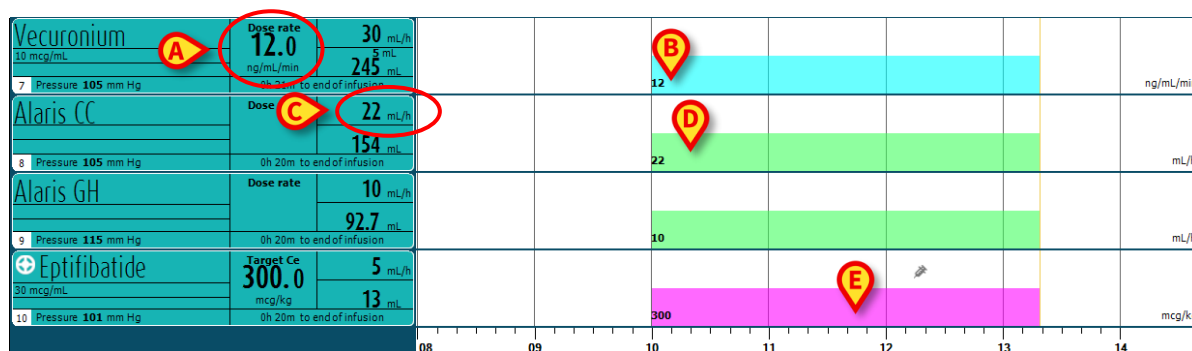 Vecuronium
10 mcg/mL
7 Pressure 105 mm Hg
Dose rate
12.0
ng/mL/min
30 mL/h
5 mL
245 mL
0h 21m to end of infusion
A
B
12
ng/mL/min
Alaris CC
8 Pressure 105 mm Hg
Dose
C
22 mL/h
154 mL
0h 20m to end of infusion
D
22
mL/h
Alaris GH
9 Pressure 115 mm Hg
Dose rate
10 mL/h
92.7 mL
0h 20m to end of infusion
10
mL/h
Eptifibatide
30 mcg/mL
10 Pressure 101 mm Hg
Target Ce
300.0
mcg/kg
5 mL/h
13 mL
0h 20m to end of infusion
E
300
mcg/k
08 09 10 11 12 13 14